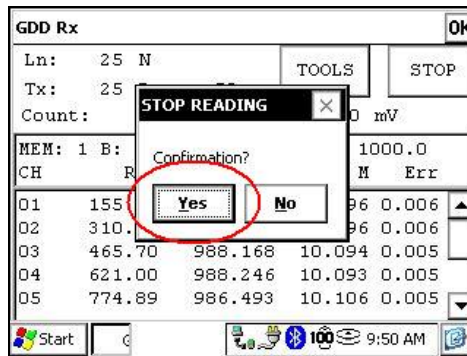 GDD Rx
Ln: 25 N
TOOLS
STOP
Tx: 25
Count: mV
STOP READING
MEM: 1 B: 1000.0
Confirmation?
CH M Err
Yes No
01 155 96 0.006
02 310. 96 0.006
03 465.70 988.168 10.094 0.005
04 621.00 988.246 10.093 0.005
05 774.89 986.493 10.106 0.005
Start 100 9:50 AM